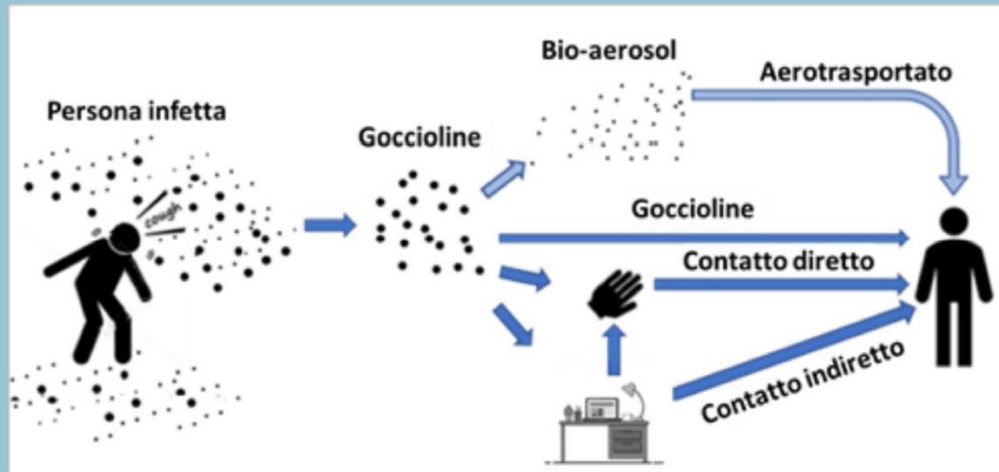 Bio-aerosol
Aerotrasportato
Persona infetta
Goccioline
cough
Goccioline
Contatto diretto
Contatto indiretto